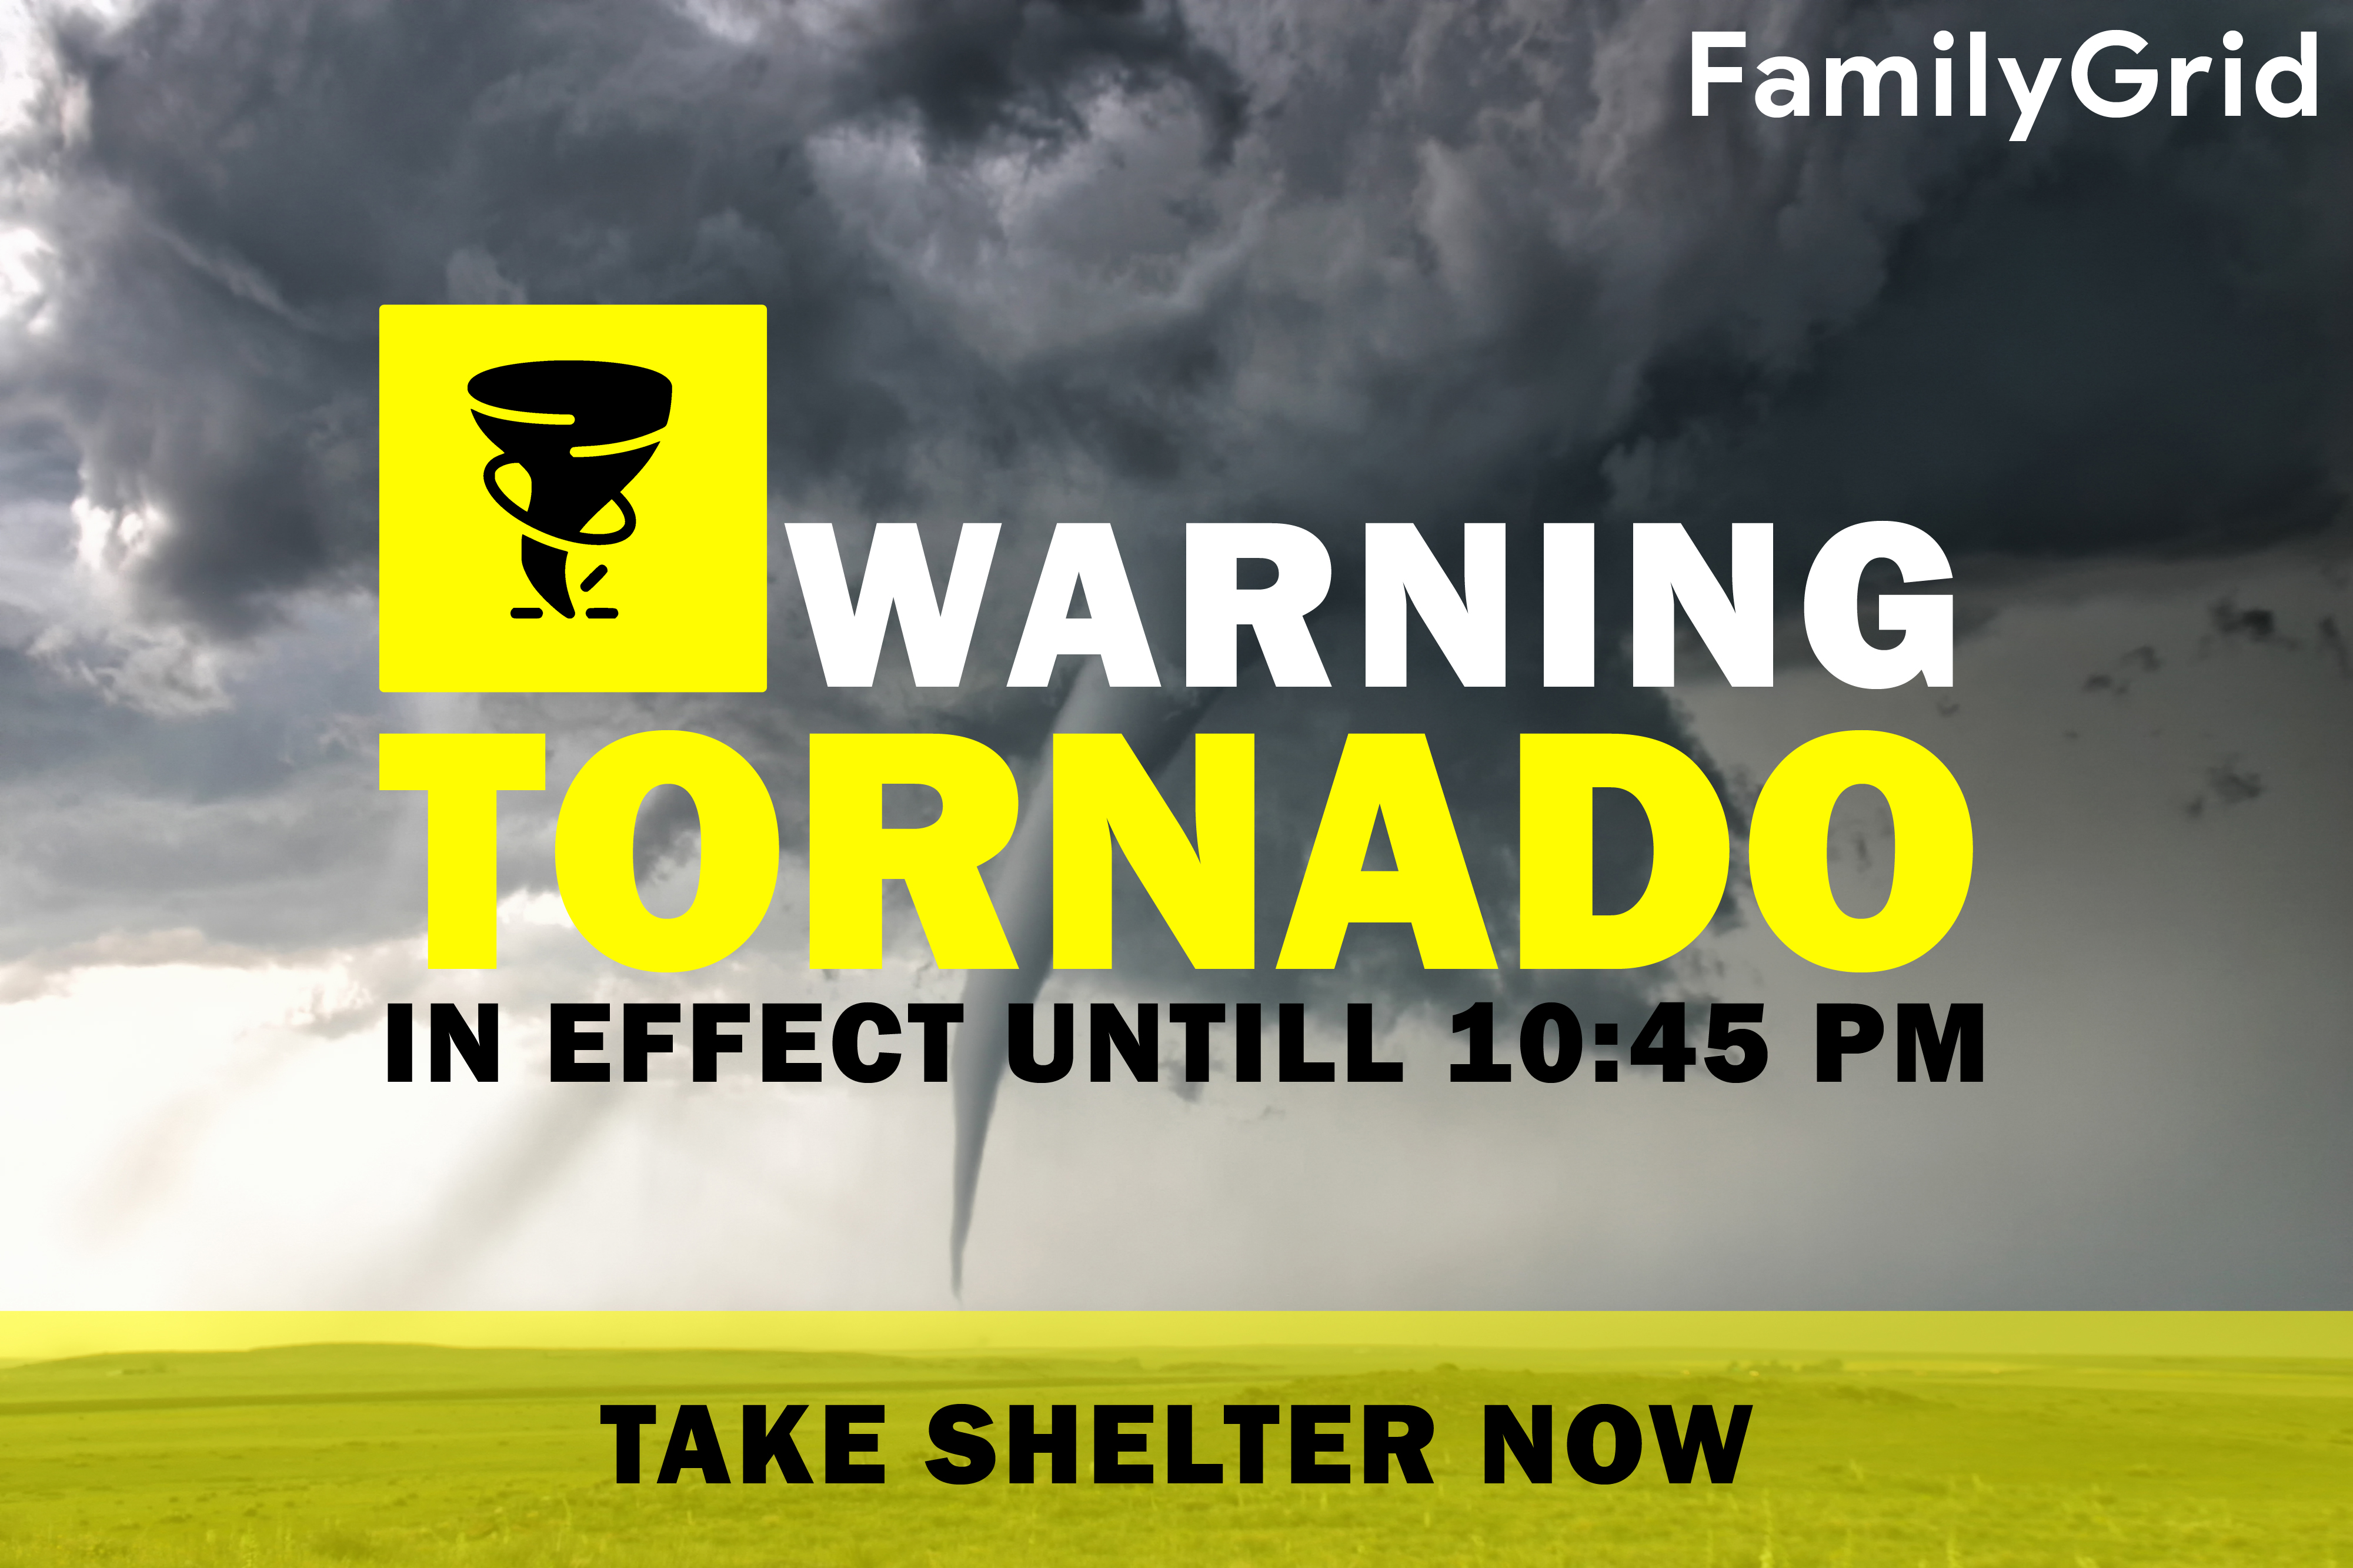 FamilyGrid
WARNING
TORNADO
IN EFFECT UNTILL 10:45 PM
TAKE SHELTER NOW